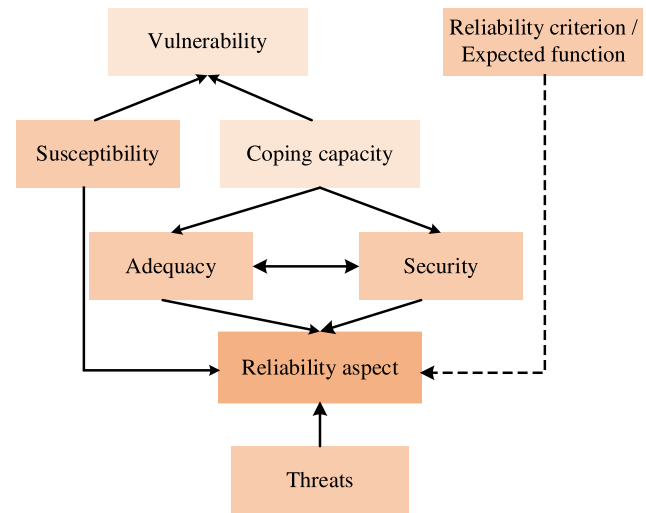 Vulnerability
Reliability criterion /
Expected function
Susceptibility
Coping capacity
Adequacy
Security
Reliability aspect
Threats